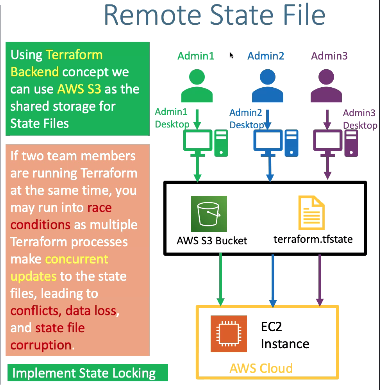 Remote State File
Using Terraform
Backend concept we
can use AWS S3 as
the shared storage for
State Files
If two team members
are running Terraform
at the same time, you
may run into race
conditions as multiple
Terraform processes
make concurrent
updates to the state
files, leading to
conflicts, data loss,
and state file
corruption.
Implement State Locking
Admin1
Admin2
Admin3
Admin1
Desktop
Admin2
Desktop
Admin3
Desktop
AWS S3 Bucket
terraform.tfstate
EC2
Instance
AWS Cloud